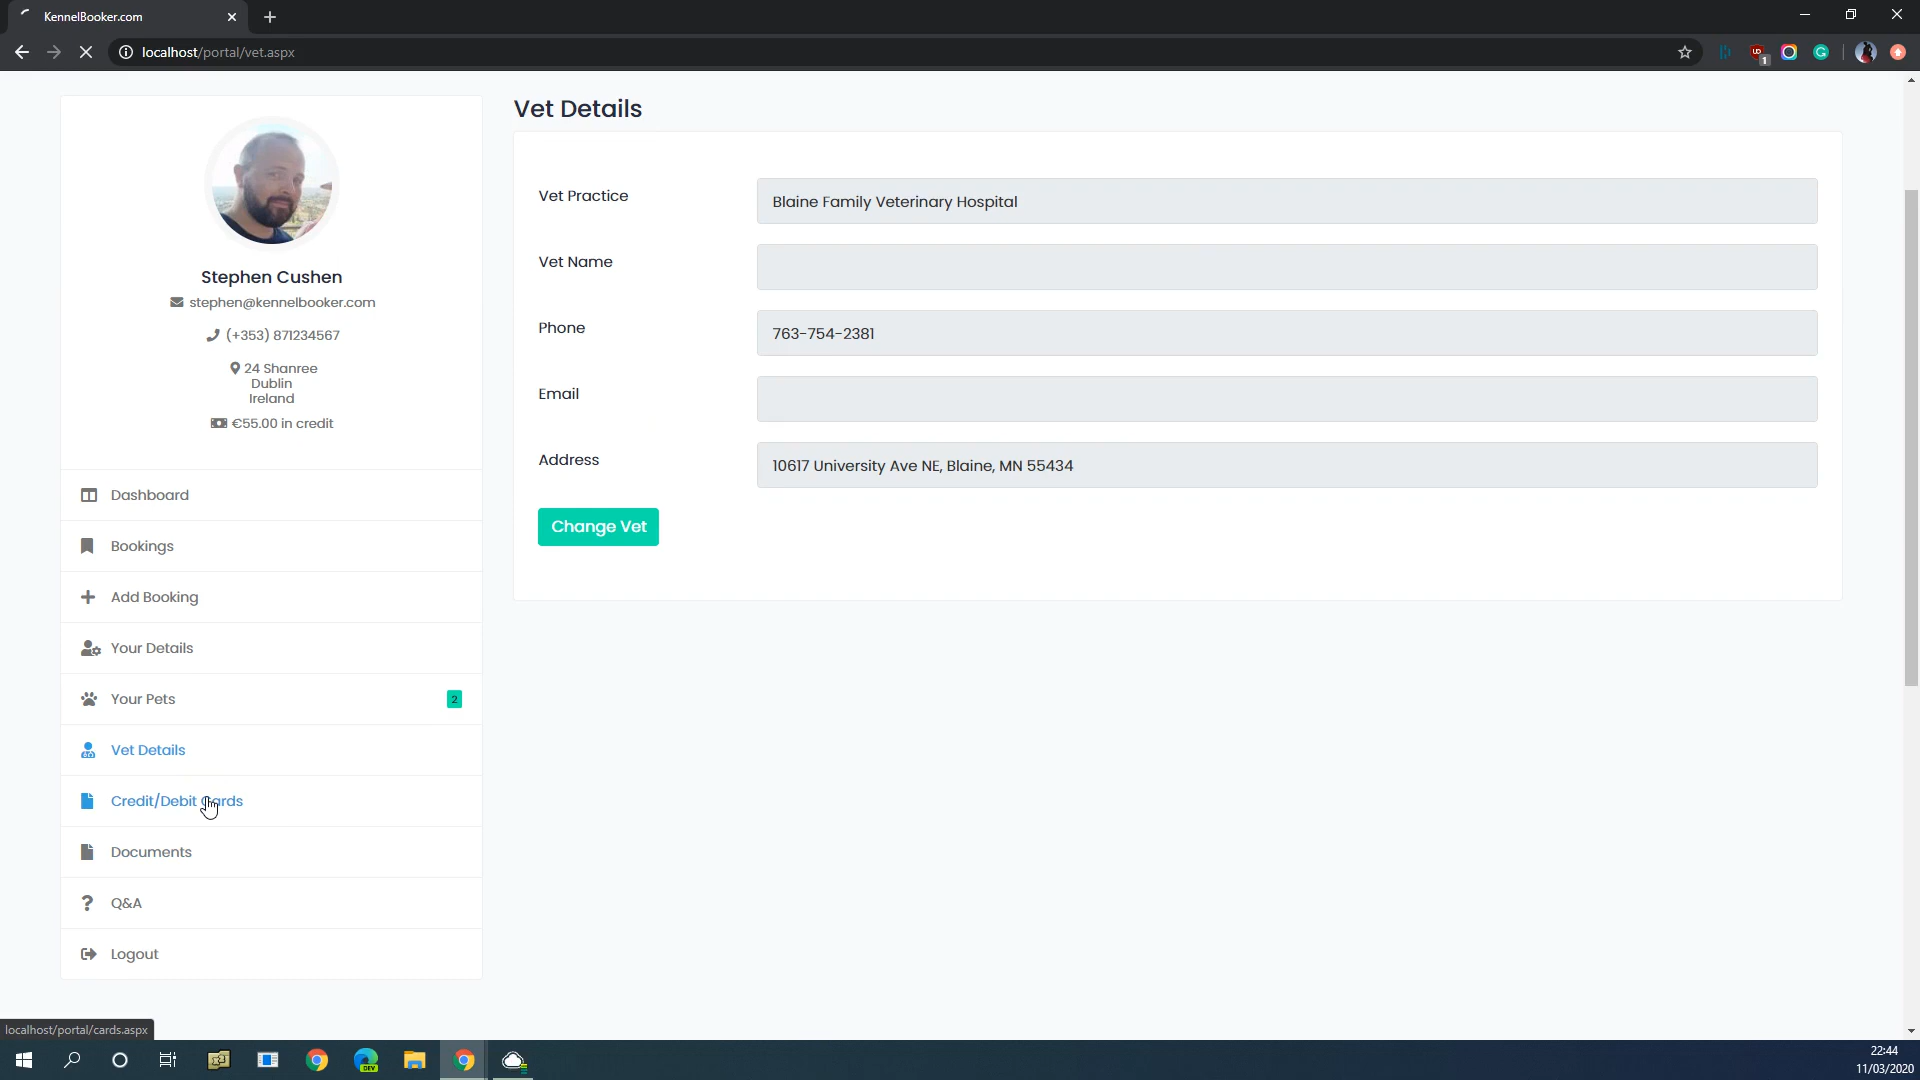 KennelBooker.com
localhost/portal/vet.aspx
1
Stephen Cushen
stephen@kennelbooker.com
(+353) 871234567
24 Shanree
Dublin
Ireland
€55.00 in credit
Dashboard
Bookings
Add Booking
Your Details
Your Pets 2
Vet Details
Credit/Debit Cards
Documents
Q&A
Logout
Vet Details
Vet Practice Blaine Family Veterinary Hospital
Vet Name
Phone 763-754-2381
Email
Address 10617 University Ave NE, Blaine, MN 55434
Change Vet
localhost/portal/cards.aspx
DEV
22:44
11/03/2020